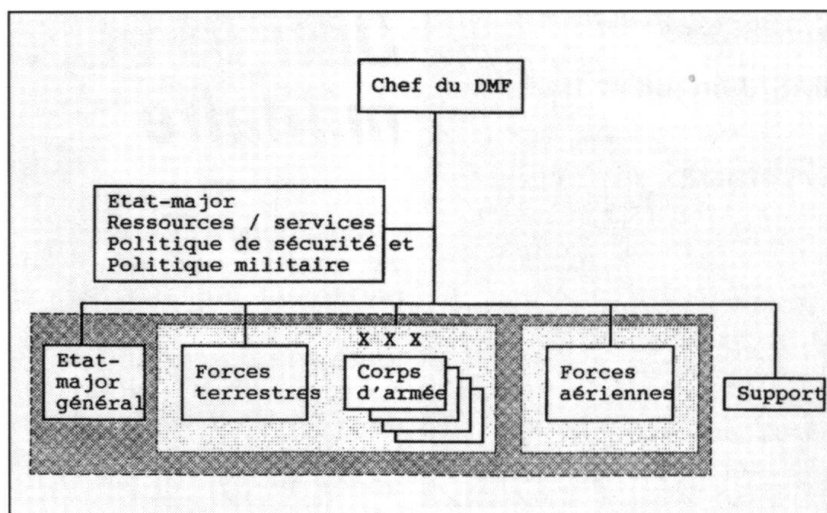 Chef du DMF
Etat-major
Ressources / services
Politique de sécurité et
Politique militaire
X X X
Etat-
major
général
Forces
terrestres
Corps
d'armée
Forces
aériennes
Support